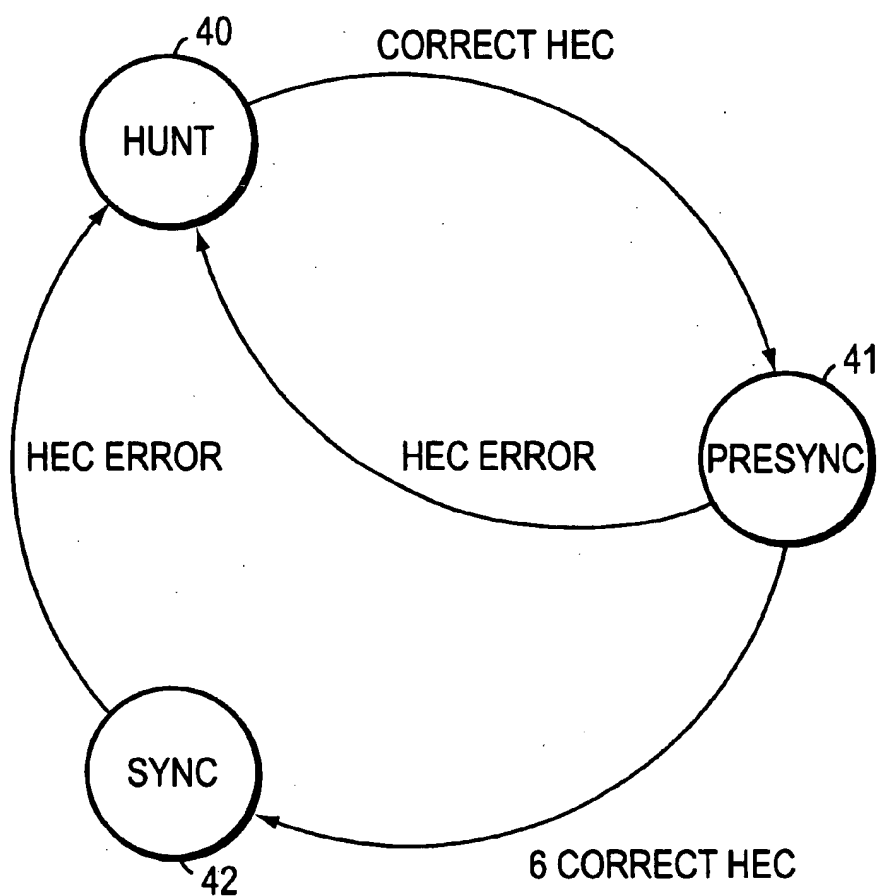 40
CORRECT HEC
HUNT
41
HEC ERROR
HEC ERROR
PRESYNC
SYNC
6 CORRECT HEC
42